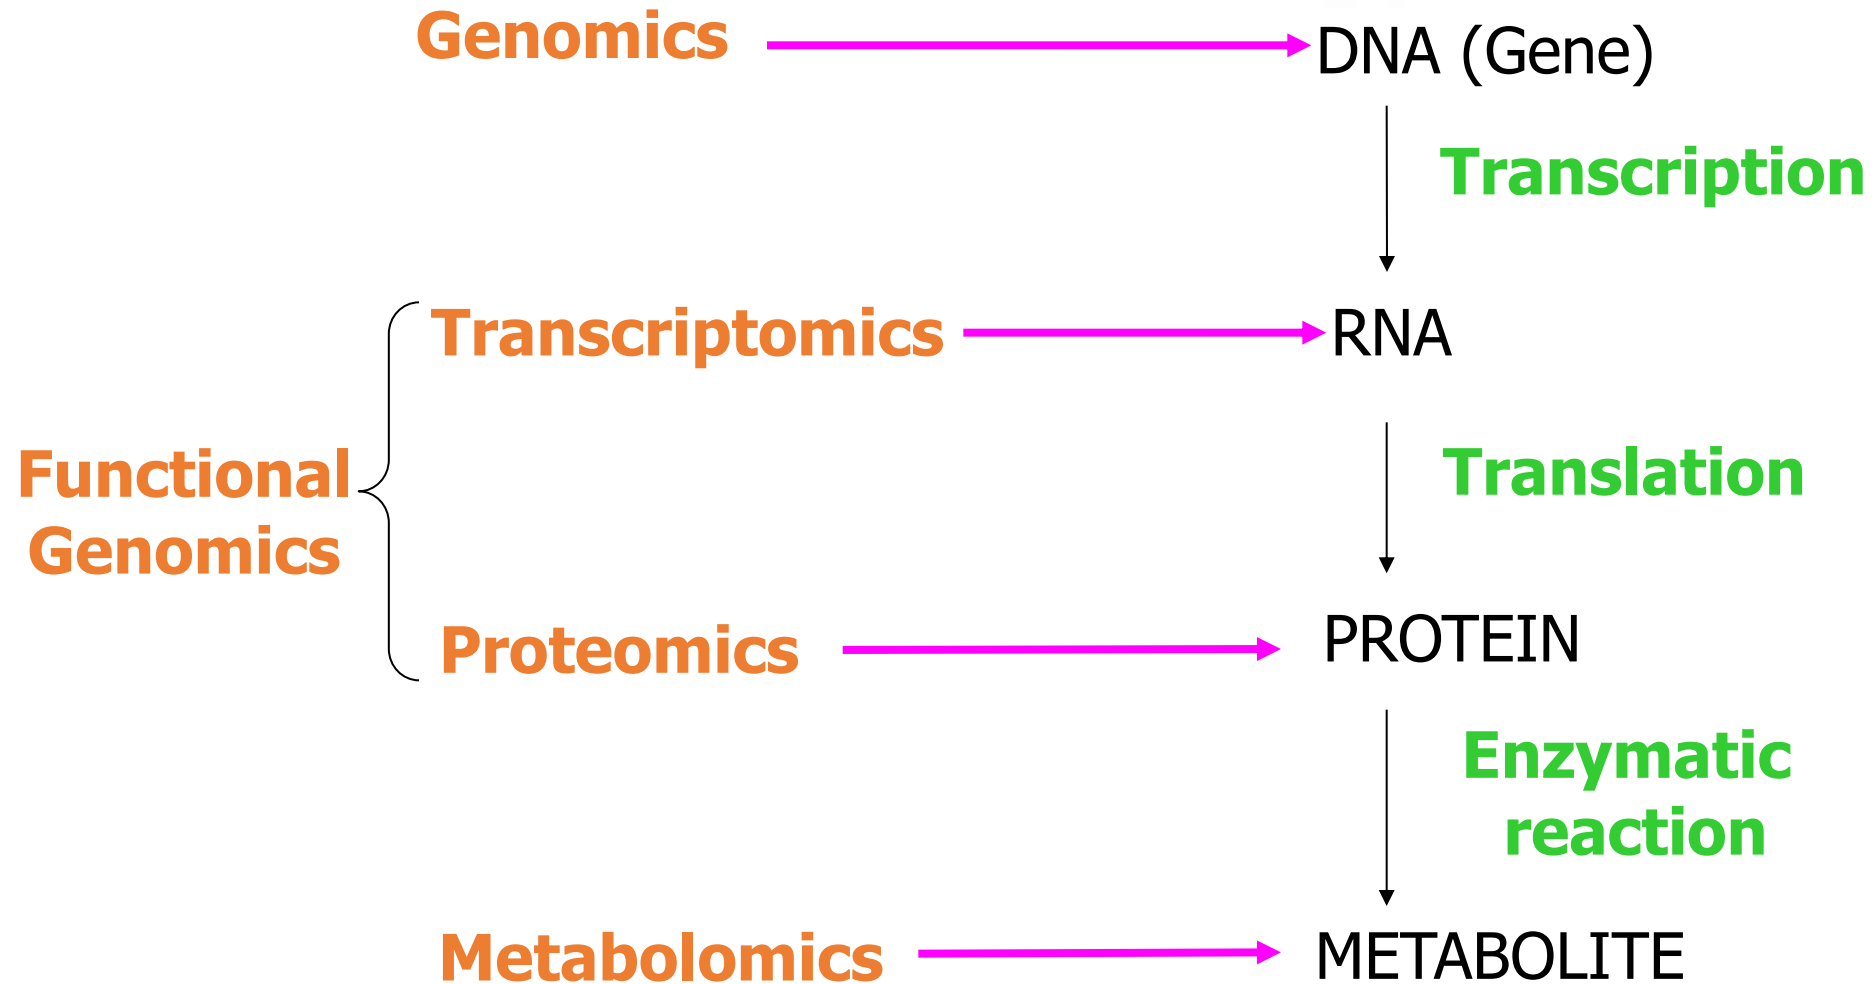 Genomics
DNA (Gene)
Transcription
Transcriptomics
RNA
Functional
Genomics
Translation
Proteomics
PROTEIN
Enzymatic
reaction
Metabolomics
METABOLITE